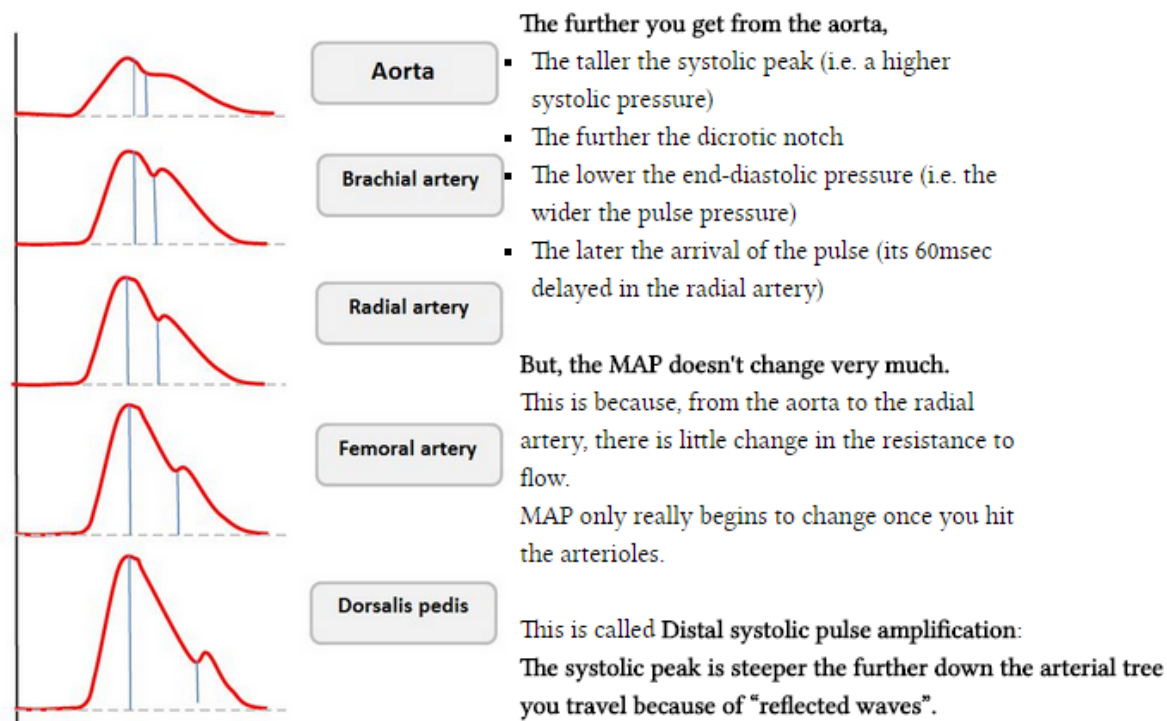 Aorta
Brachial artery
Radial artery
Femoral artery
Dorsalis pedis
The further you get from the aorta,
▪ The taller the systolic peak (i.e. a higher
systolic pressure)
▪ The further the dicrotic notch
▪ The lower the end-diastolic pressure (i.e. the
wider the pulse pressure)
▪ The later the arrival of the pulse (its 60msec
delayed in the radial artery)
But, the MAP doesn't change very much.
This is because, from the aorta to the radial
artery, there is little change in the resistance to
flow.
MAP only really begins to change once you hit
the arterioles.
This is called Distal systolic pulse amplification:
The systolic peak is steeper the further down the arterial tree
you travel because of “reflected waves”.